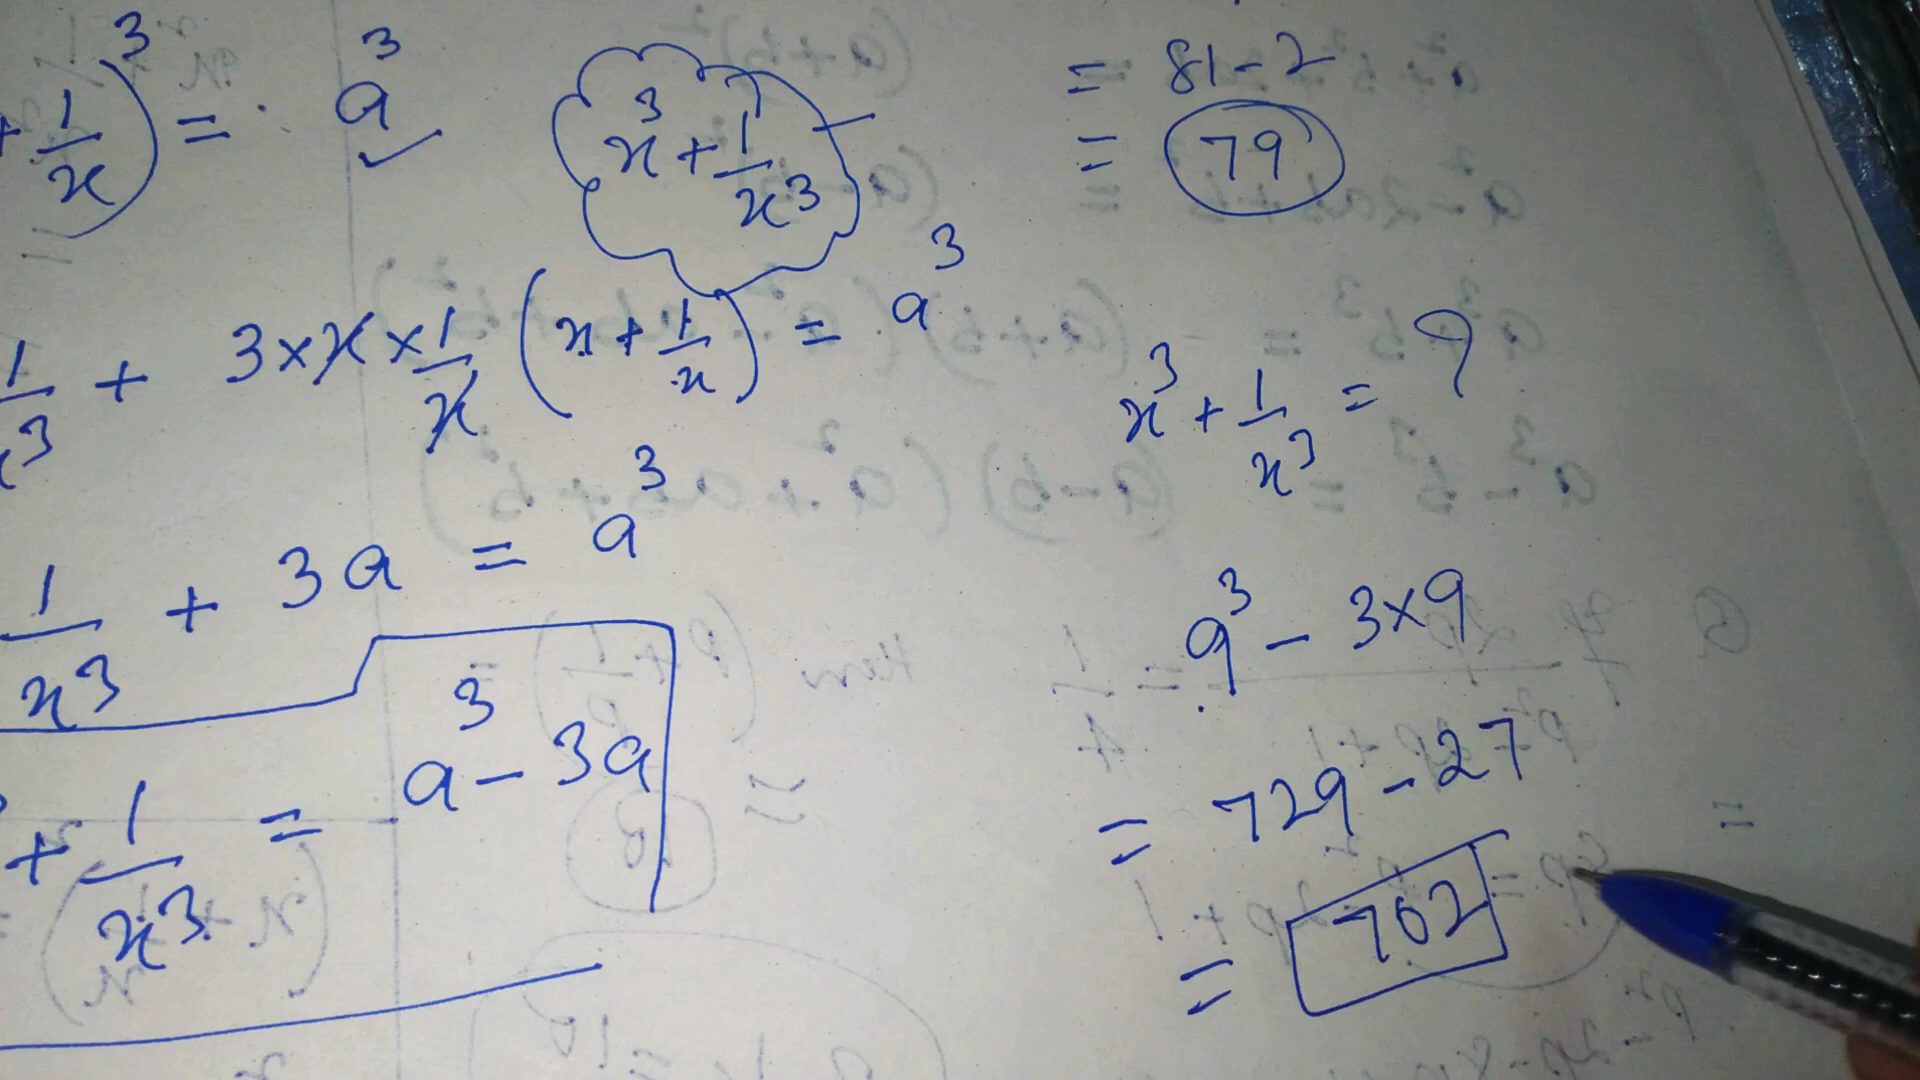 + 1/x)³ = a³
x³ + 1/x³
1/x³ + 3 × x × 1/x (x + 1/x) = a³
1/x³ + 3a = a³
+ 1/x³ = a³ - 3a
= 81 - 2
= 79
x³ + 1/x³ = ?
9³ - 3×9
= 729 - 27
= 702